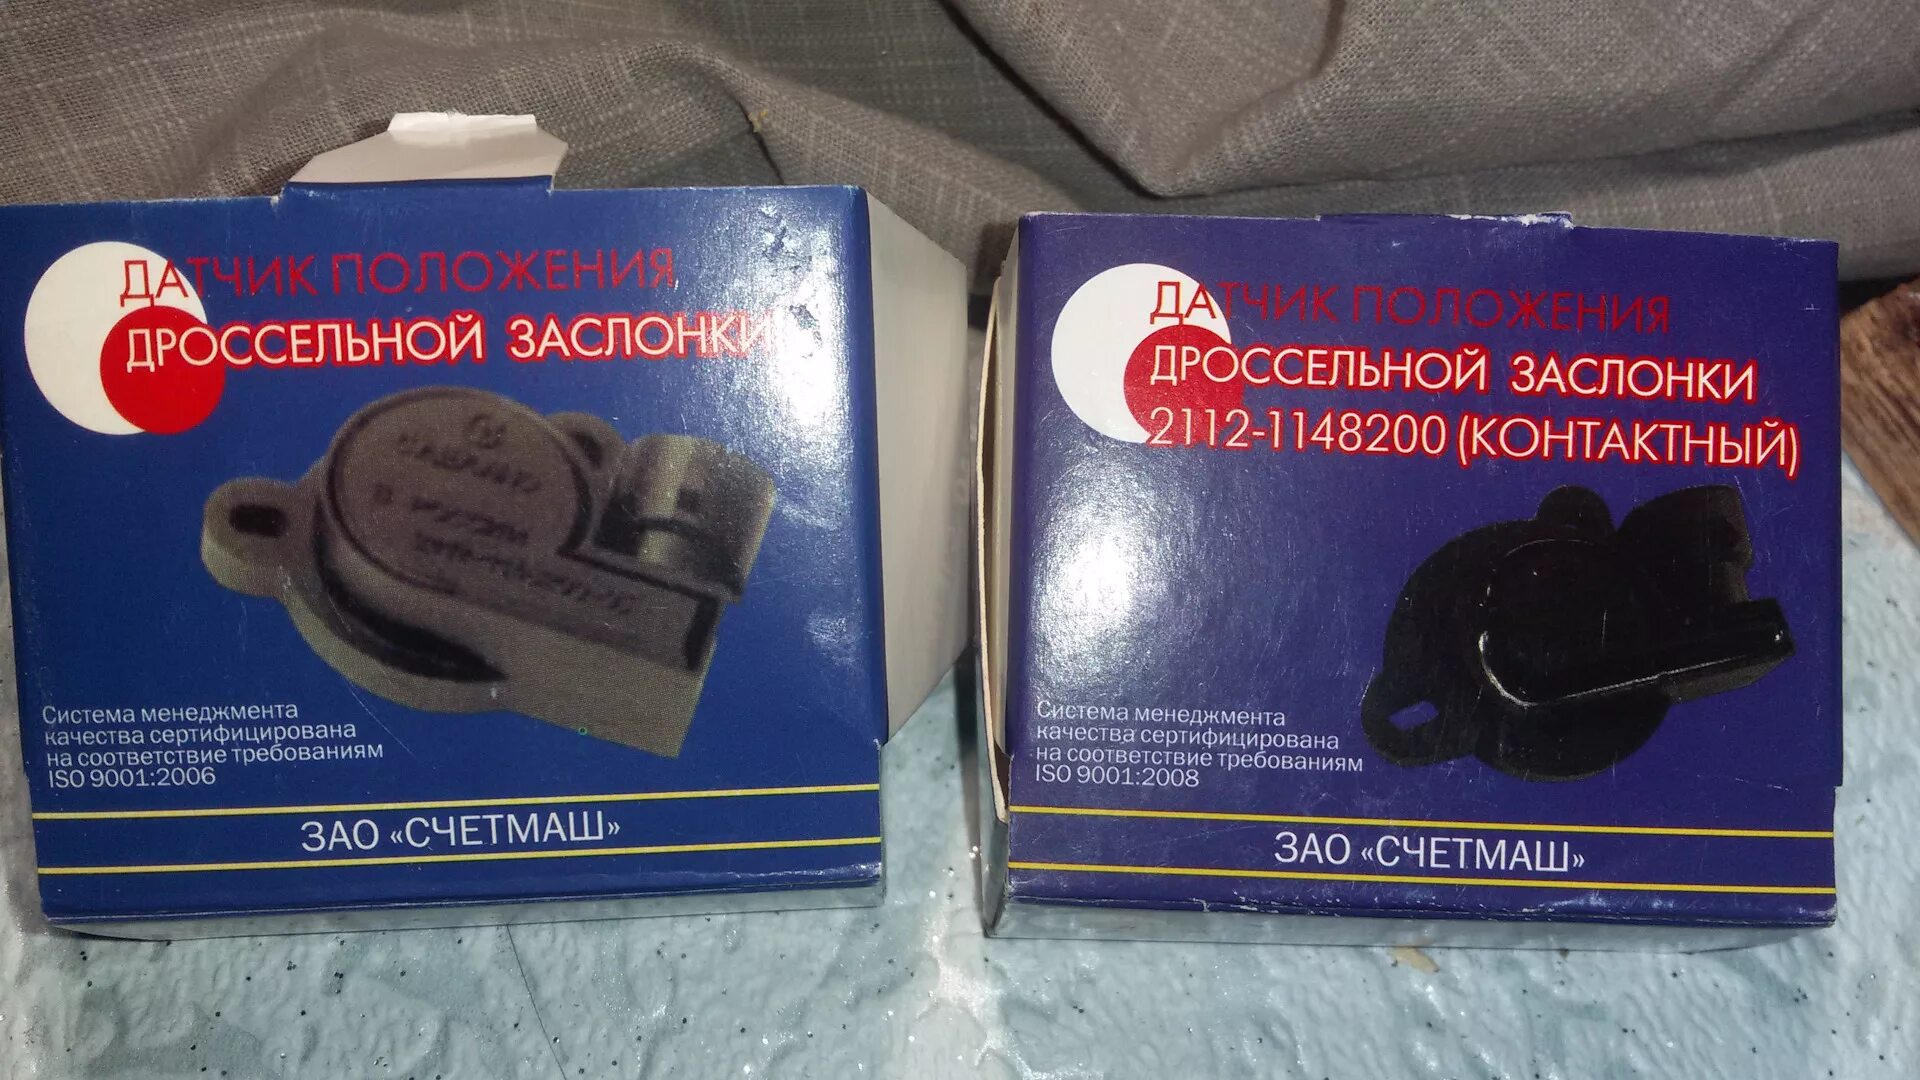 ДАТЧИК ПОЛОЖЕНИЯ
ДРОССЕЛЬНОЙ ЗАСЛОНКИ
Система менеджмента
качества сертифицирована
на соответствие требованиям
ISO 9001:2006
ЗАО «СЧЕТМАШ»
ДАТЧИК ПОЛОЖЕНИЯ
ДРОССЕЛЬНОЙ ЗАСЛОНКИ
2112-1148200 (КОНТАКТНЫЙ)
Система менеджмента
качества сертифицирована
на соответствие требованиям
ISO 9001:2008
ЗАО «СЧЕТМАШ»